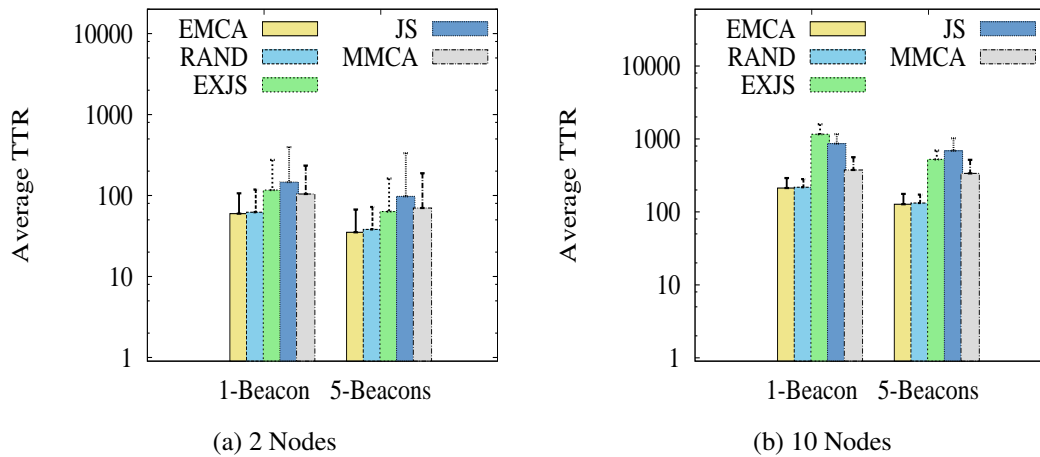 Average TTR
10000
1000
100
10
1
EMCA
RAND
EXJS
JS
MMCA
1-Beacon 5-Beacons
(a) 2 Nodes
Average TTR
10000
1000
100
10
1
EMCA
RAND
EXJS
JS
MMCA
1-Beacon 5-Beacons
(b) 10 Nodes